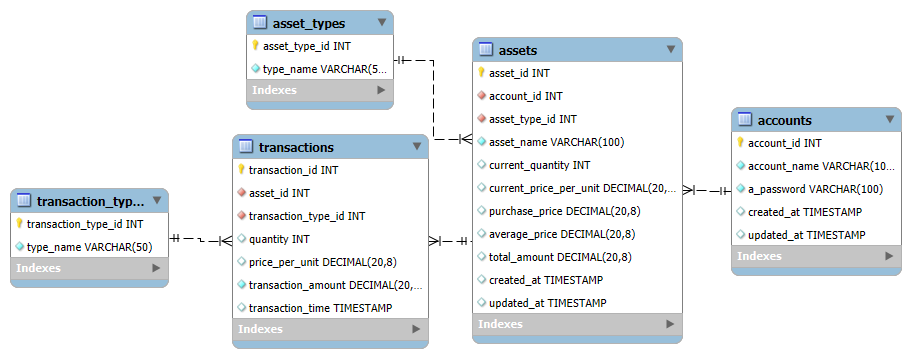 asset_types
asset_type_id INT
type_name VARCHAR(5...
Indexes
assets
asset_id INT
account_id INT
asset_type_id INT
asset_name VARCHAR(100)
current_quantity INT
current_price_per_unit DECIMAL(20,...
purchase_price DECIMAL(20,8)
average_price DECIMAL(20,8)
total_amount DECIMAL(20,8)
created_at TIMESTAMP
updated_at TIMESTAMP
Indexes
accounts
account_id INT
account_name VARCHAR(10...
a_password VARCHAR(100)
created_at TIMESTAMP
updated_at TIMESTAMP
Indexes
transactions
transaction_id INT
asset_id INT
transaction_type_id INT
quantity INT
price_per_unit DECIMAL(20,8)
transaction_amount DECIMAL(20,...
transaction_time TIMESTAMP
Indexes
transaction_typ...
transaction_type_id INT
type_name VARCHAR(50)
Indexes